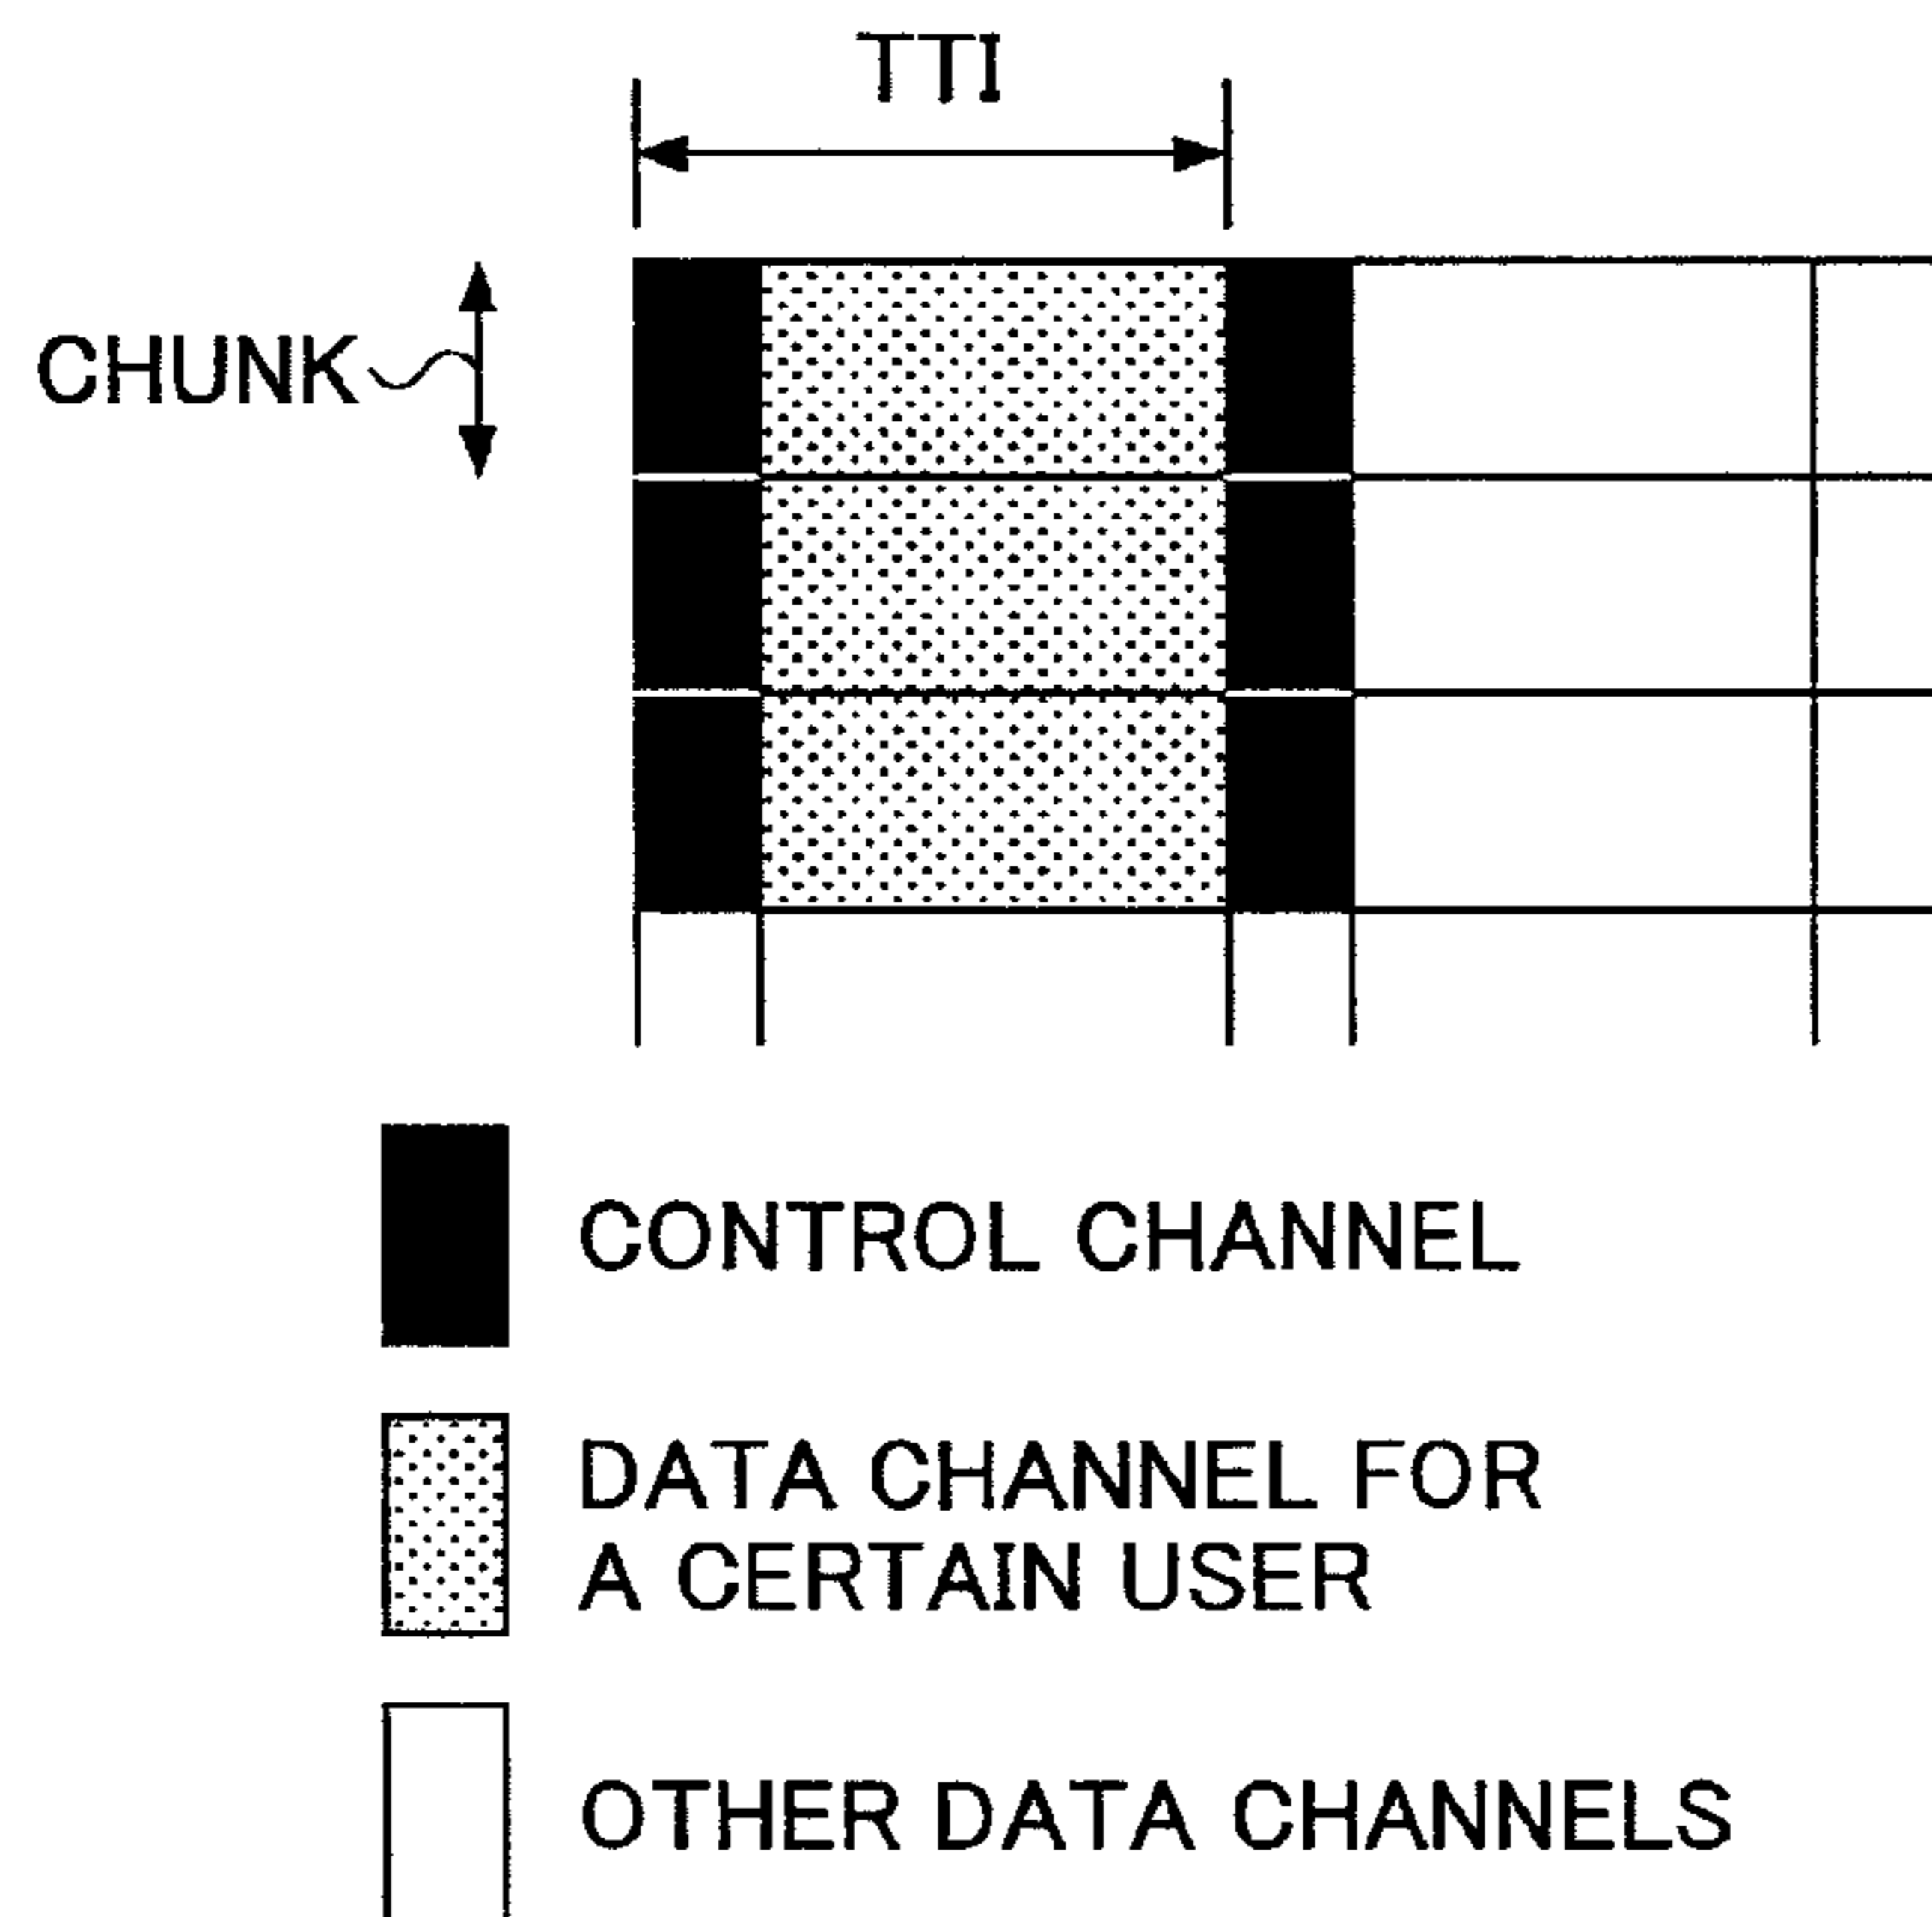 TTI
CHUNK
CONTROL CHANNEL
DATA CHANNEL FOR
A CERTAIN USER
OTHER DATA CHANNELS